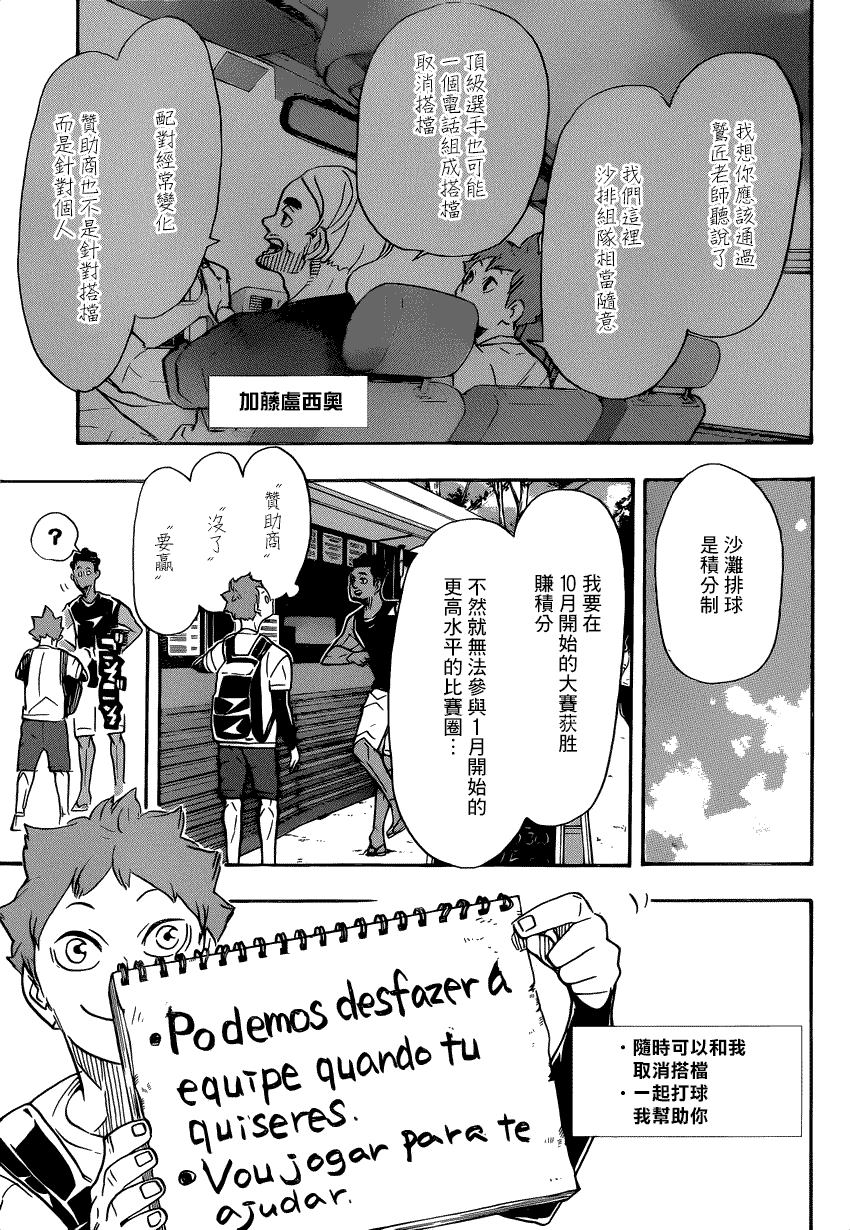 我想你應該通過
鷲匠老師聽說了
我們這裡
沙排組隊相當隨意
頂級選手也可能
一個電話組成搭檔
取消搭檔
配對經常變化
贊助商也不是針對搭檔
而是針對個人
加藤盧西奧
沙灘排球
是積分制
我要在
10月開始的大賽获胜
賺積分
不然就無法參與1月開始的
更高水平的比賽圈…
"贊助商"
"沒了"
"要贏"
?
・Podemos desfazer a
equipe quando tu
quiseres.
・Vou jogar para te
ajudar.
・隨時可以和我
取消搭檔
・一起打球
我幫助你